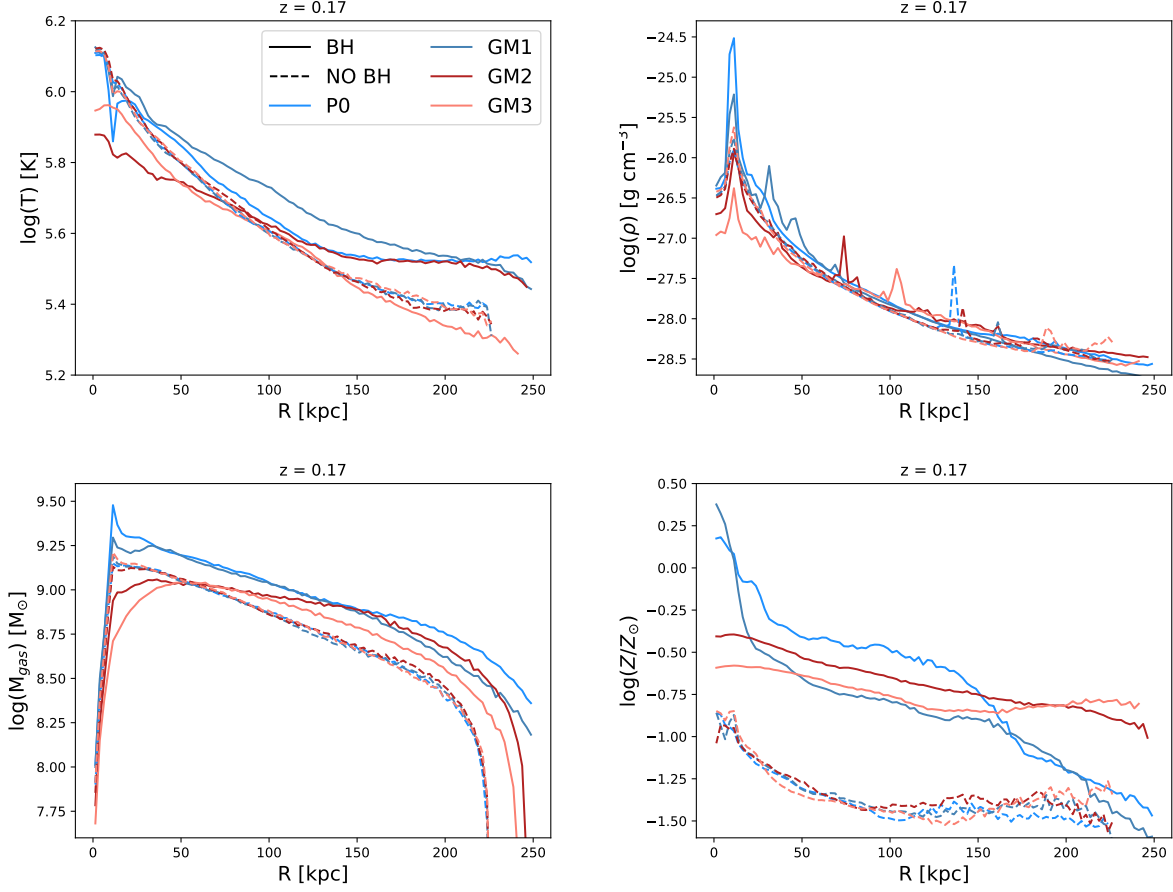 z = 0.17
6.2
6.0
5.8
5.6
5.4
5.2
log(T) [K]
0 50 100 150 200 250
R [kpc]
BH
NO BH
P0
GM1
GM2
GM3
z = 0.17
−24.5
−25.0
−25.5
−26.0
−26.5
−27.0
−27.5
−28.0
−28.5
log(ρ) [g cm⁻³]
0 50 100 150 200 250
R [kpc]
z = 0.17
9.50
9.25
9.00
8.75
8.50
8.25
8.00
7.75
log(M_gas) [M_⊙]
0 50 100 150 200 250
R [kpc]
z = 0.17
0.50
0.25
0.00
−0.25
−0.50
−0.75
−1.00
−1.25
−1.50
log(Z/Z_⊙)
0 50 100 150 200 250
R [kpc]